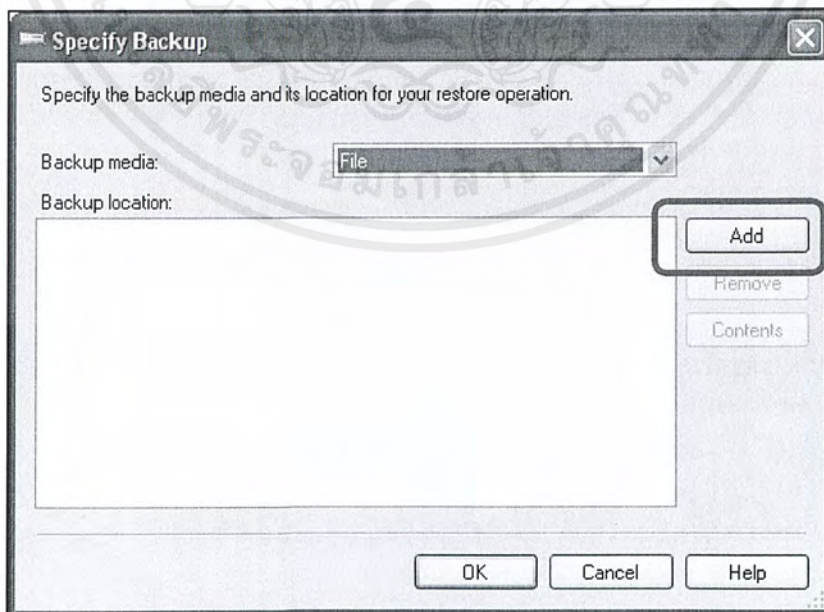 Specify Backup
Specify the backup media and its location for your restore operation.
Backup media:
File
Backup location:
Add
Remove
Contents
OK
Cancel
Help